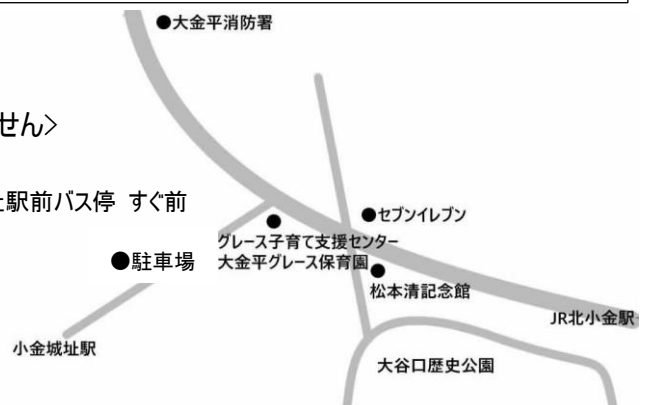 ●大金平消防署
せん>
駅前バス停 すぐ前
●セブンイレブン
グレース子育て支援センター
大金平グレース保育園
●駐車場
松本清記念館
JR北小金駅
小金城址駅
大谷口歴史公園